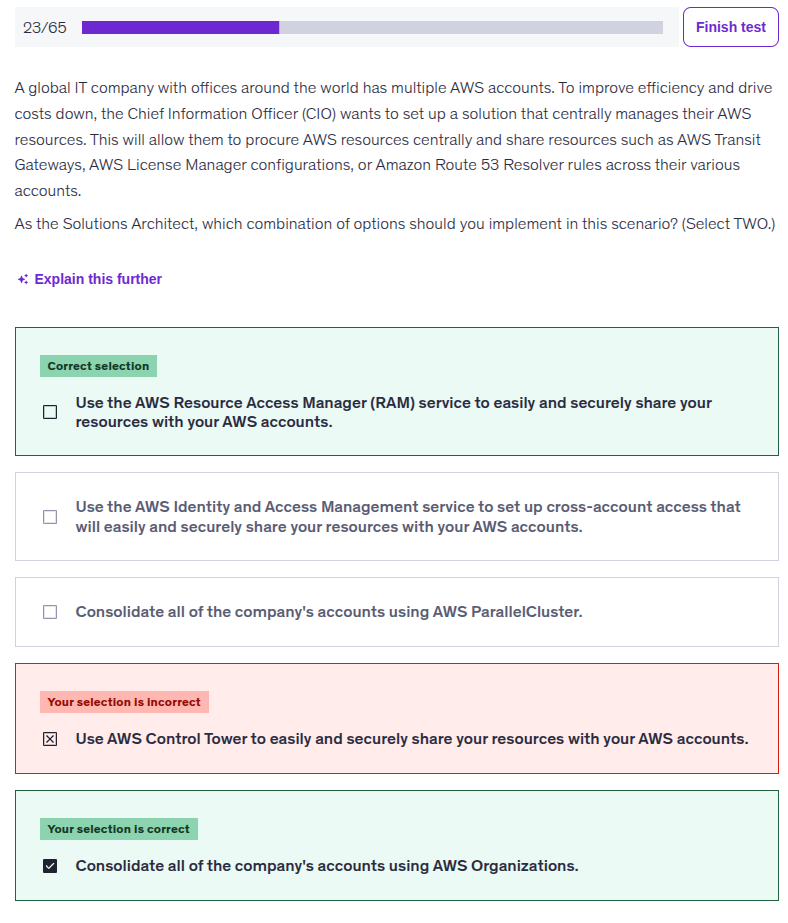 23/65
Finish test
A global IT company with offices around the world has multiple AWS accounts. To improve efficiency and drive
costs down, the Chief Information Officer (CIO) wants to set up a solution that centrally manages their AWS
resources. This will allow them to procure AWS resources centrally and share resources such as AWS Transit
Gateways, AWS License Manager configurations, or Amazon Route 53 Resolver rules across their various
accounts.
As the Solutions Architect, which combination of options should you implement in this scenario? (Select TWO.)
Explain this further
Correct selection
Use the AWS Resource Access Manager (RAM) service to easily and securely share your
resources with your AWS accounts.
Use the AWS Identity and Access Management service to set up cross-account access that
will easily and securely share your resources with your AWS accounts.
Consolidate all of the company's accounts using AWS ParallelCluster.
Your selection is incorrect
Use AWS Control Tower to easily and securely share your resources with your AWS accounts.
Your selection is correct
Consolidate all of the company's accounts using AWS Organizations.